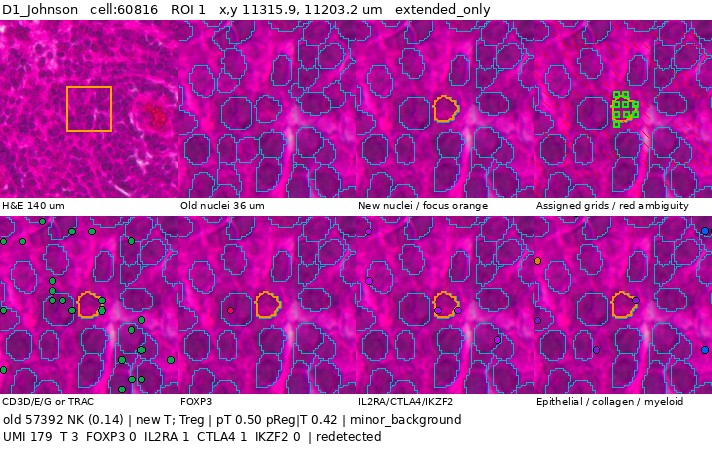 D1_Johnson   cell:60816   ROI 1   x,y 11315.9, 11203.2 um   extended_only
H&E 140 um
Old nuclei 36 um
New nuclei / focus orange
Assigned grids / red ambiguity
CD3D/E/G or TRAC
FOXP3
IL2RA/CTLA4/IKZF2
Epithelial / collagen / myeloid
old 57392 NK (0.14) | new T; Treg | pT 0.50 pReg|T 0.42 | minor_background
UMI 179  T 3  FOXP3 0  IL2RA 1  CTLA4 1  IKZF2 0  | redetected